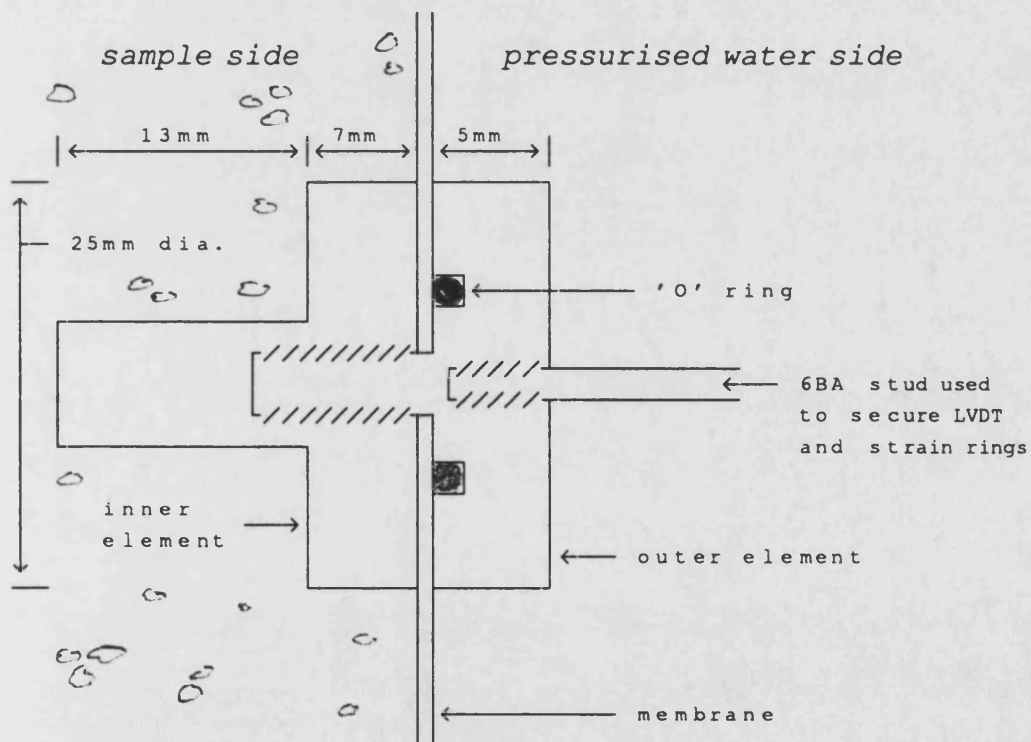 sample side
pressurised water side
13mm
7mm
5mm
25mm dia.
'O' ring
6BA stud used
to secure LVDT
and strain rings
inner
element
outer element
membrane